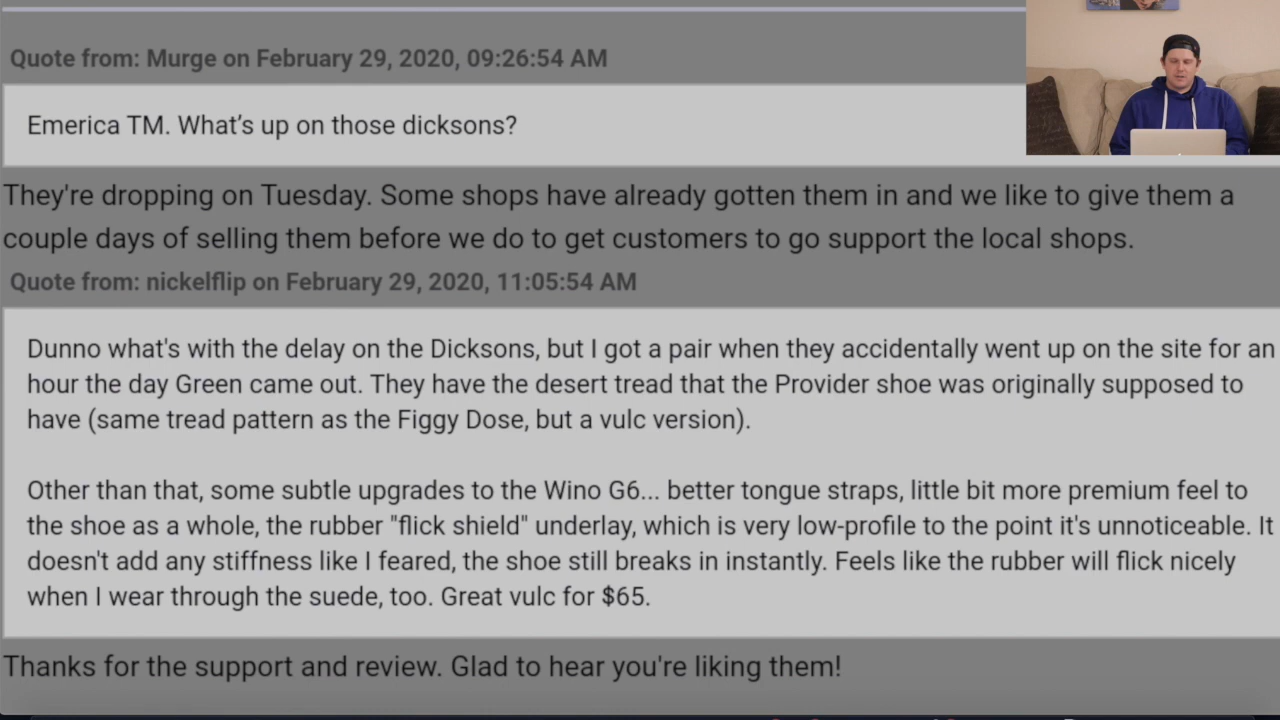 Quote from: Murge on February 29, 2020, 09:26:54 AM
Emerica TM. What's up on those dicksons?
They're dropping on Tuesday. Some shops have already gotten them in and we like to give them a
couple days of selling them before we do to get customers to go support the local shops.
Quote from: nickelflip on February 29, 2020, 11:05:54 AM
Dunno what's with the delay on the Dicksons, but I got a pair when they accidentally went up on the site for an
hour the day Green came out. They have the desert tread that the Provider shoe was originally supposed to
have (same tread pattern as the Figgy Dose, but a vulc version).
Other than that, some subtle upgrades to the Wino G6... better tongue straps, little bit more premium feel to
the shoe as a whole, the rubber "flick shield" underlay, which is very low-profile to the point it's unnoticeable. It
doesn't add any stiffness like I feared, the shoe still breaks in instantly. Feels like the rubber will flick nicely
when I wear through the suede, too. Great vulc for $65.
Thanks for the support and review. Glad to hear you're liking them!